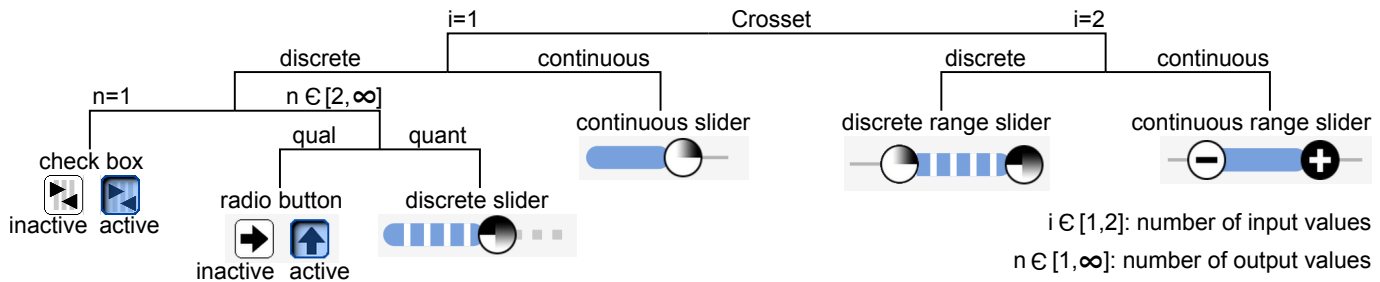 i=1 Crosset i=2
discrete continuous discrete continuous
n=1 n Є [2,∞]
qual quant continuous slider discrete range slider continuous range slider
check box
radio button discrete slider
inactive active
i Є [1,2]: number of input values
inactive active
n Є [1,∞]: number of output values